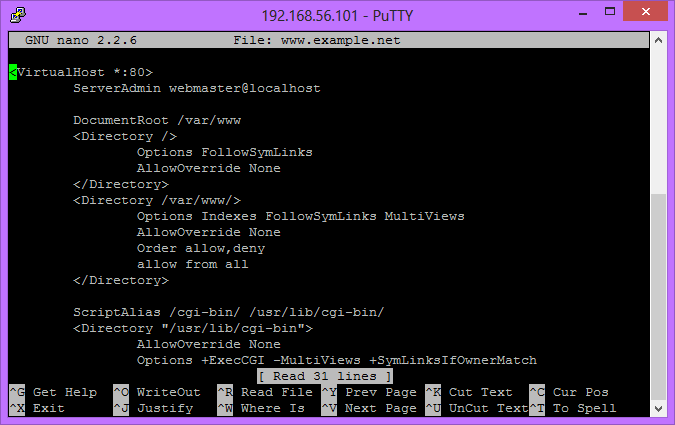 192.168.56.101 - PuTTY
GNU nano 2.2.6 File: www.example.net
<VirtualHost *:80>
ServerAdmin webmaster@localhost
DocumentRoot /var/www
<Directory />
Options FollowSymLinks
AllowOverride None
</Directory>
<Directory /var/www/>
Options Indexes FollowSymLinks MultiViews
AllowOverride None
Order allow,deny
allow from all
</Directory>
ScriptAlias /cgi-bin/ /usr/lib/cgi-bin/
<Directory "/usr/lib/cgi-bin">
AllowOverride None
Options +ExecCGI -MultiViews +SymLinksIfOwnerMatch
[ Read 31 lines ]
^G Get Help ^O WriteOut ^R Read File ^Y Prev Page ^K Cut Text ^C Cur Pos
^X Exit ^J Justify ^W Where Is ^V Next Page ^U UnCut Text ^T To Spell